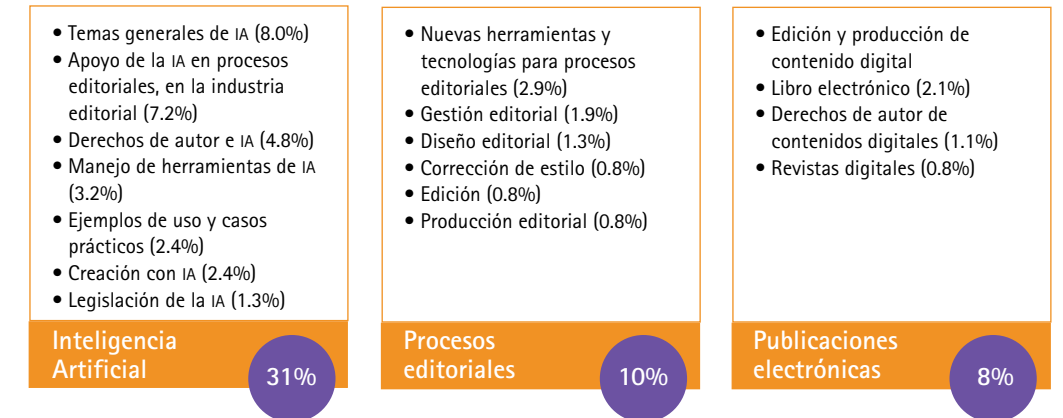 • Temas generales de IA (8.0%)
• Apoyo de la IA en procesos
editoriales, en la industria
editorial (7.2%)
• Derechos de autor e IA (4.8%)
• Manejo de herramientas de IA
(3.2%)
• Ejemplos de uso y casos
prácticos (2.4%)
• Creación con IA (2.4%)
• Legislación de la IA (1.3%)
Inteligencia
Artificial
31%
• Nuevas herramientas y
tecnologías para procesos
editoriales (2.9%)
• Gestión editorial (1.9%)
• Diseño editorial (1.3%)
• Corrección de estilo (0.8%)
• Edición (0.8%)
• Producción editorial (0.8%)
Procesos
editoriales
10%
• Edición y producción de
contenido digital
• Libro electrónico (2.1%)
• Derechos de autor de
contenidos digitales (1.1%)
• Revistas digitales (0.8%)
Publicaciones
electrónicas
8%